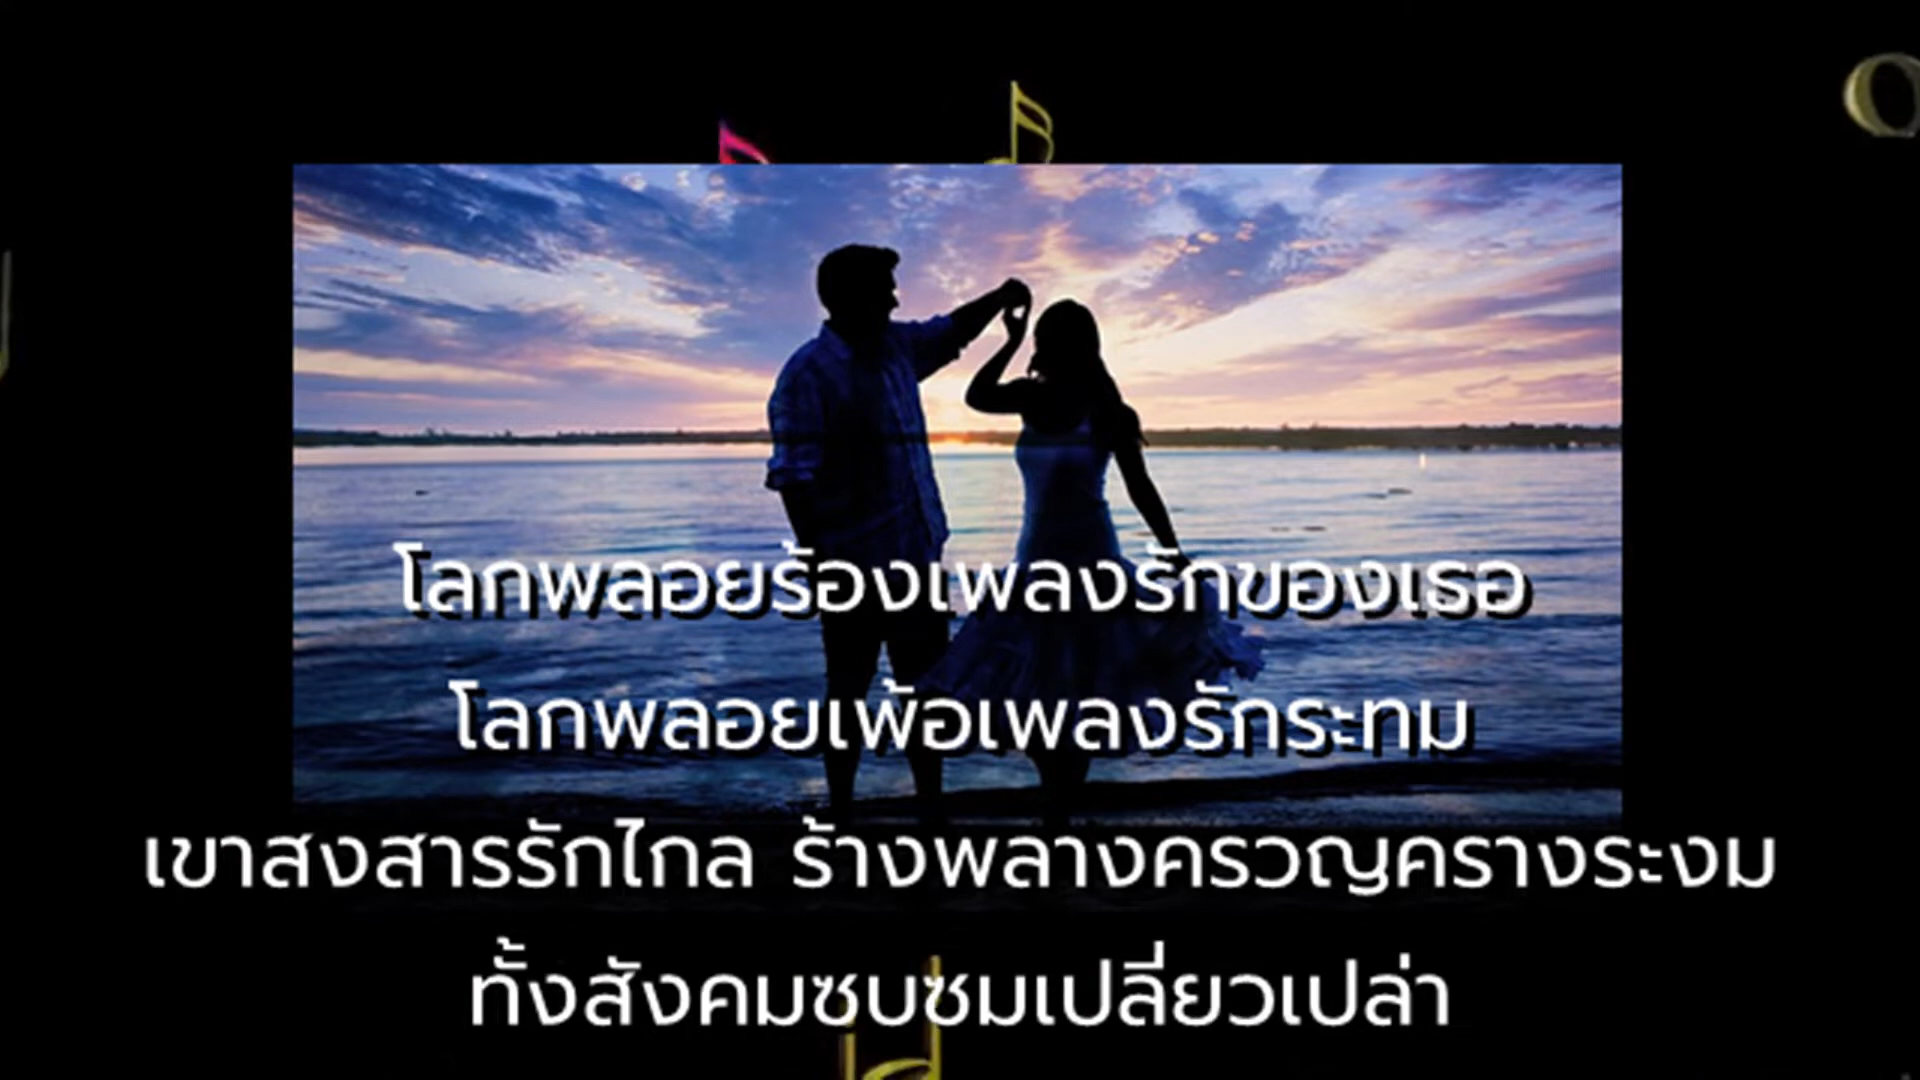 โลกพลอยร้องเพลงรักของเธอ
โลกพลอยเพ้อเพลงรักระทม
เขาสงสารรักไกล ร้างพลางครวญครางระงม
ทั้งสังคมซบซมเปลี่ยวเปล่า